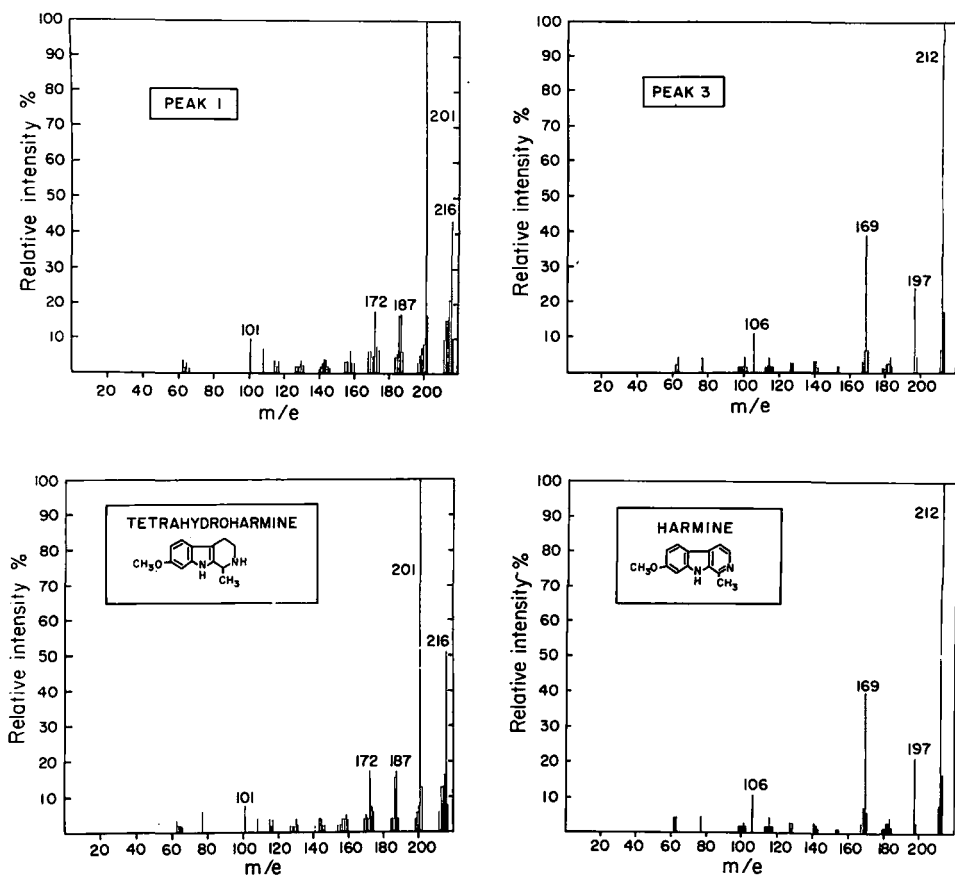 100
90
80
70
60
50
40
30
20
10
Relative intensity %
PEAK 1
201
216
172
187
101
20 40 60 80 100 120 140 160 180 200 220
m/e
100
90
80
70
60
50
40
30
20
10
Relative intensity %
PEAK 3
212
169
197
106
20 40 60 80 100 120 140 160 180 200
m/e
100
90
80
70
60
50
40
30
20
10
Relative intensity %
TETRAHYDROHARMINE
CH₃O
N
H
CH₃
NH
201
216
172
187
101
20 40 60 80 100 120 140 160 180 200
m/e
100
90
80
70
60
50
40
30
20
10
Relative intensity %
HARMINE
CH₃O
N
H
CH₃
N
212
169
197
106
20 40 60 80 100 120 140 160 180 200
m/e